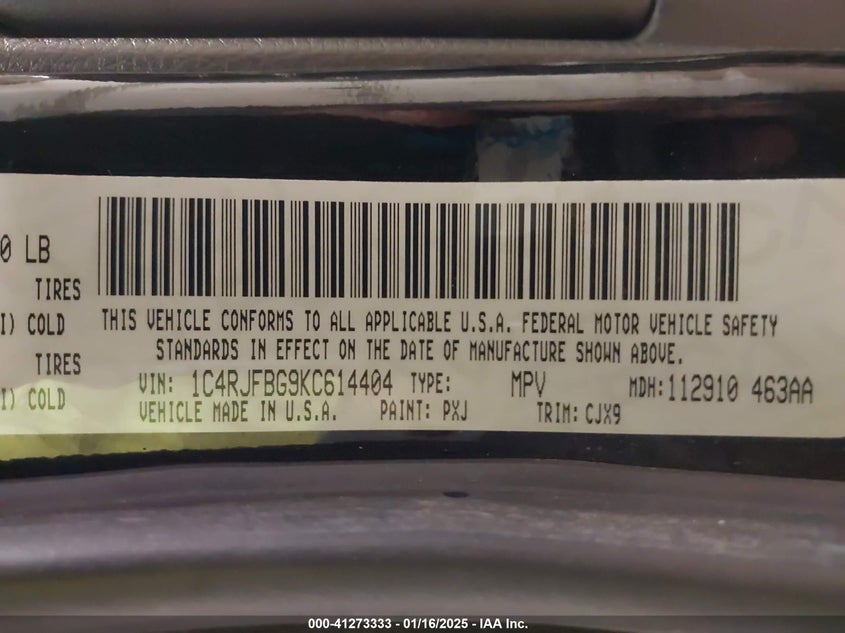 0 LB
TIRES
I) COLD
TIRES
I) COLD
THIS VEHICLE CONFORMS TO ALL APPLICABLE U.S.A. FEDERAL MOTOR VEHICLE SAFETY
STANDARDS IN EFFECT ON THE DATE OF MANUFACTURE SHOWN ABOVE.
VIN: 1C4RJFBG9KC614404 TYPE: MPV MDH:112910 463AA
VEHICLE MADE IN U.S.A. PAINT: PXJ TRIM: CJX9
000-41273333 - 01/16/2025 - IAA Inc.